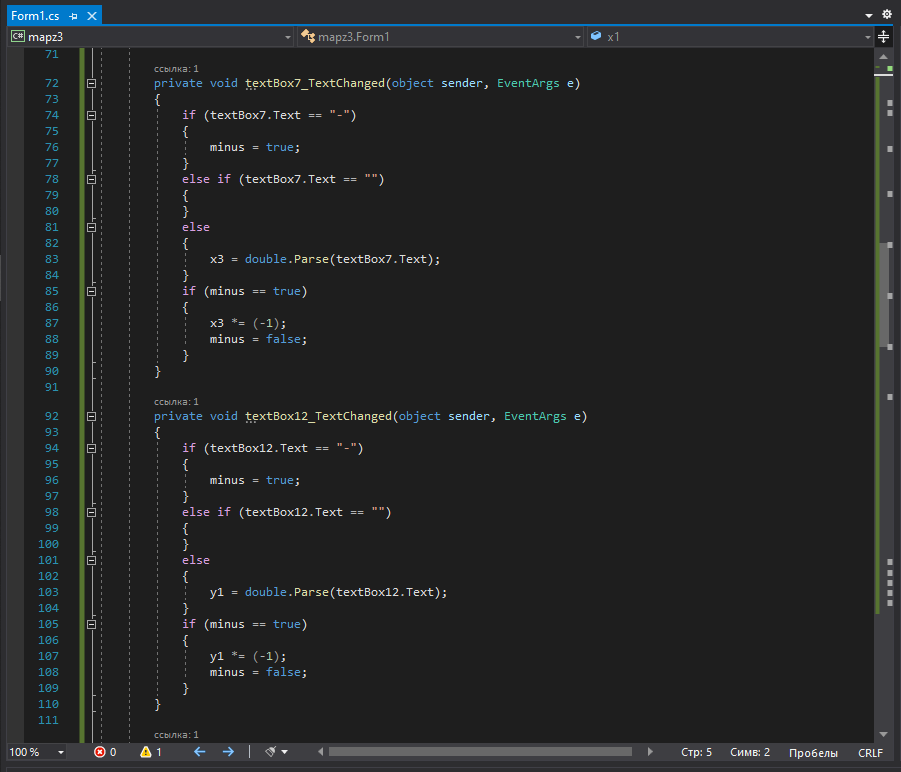 Form1.cs
mapz3 mapz3.Form1 x1
71
ссылка: 1
72 private void textBox7_TextChanged(object sender, EventArgs e)
73 {
74 if (textBox7.Text == "-")
75 {
76 minus = true;
77 }
78 else if (textBox7.Text == "")
79 {
80 }
81 else
82 {
83 x3 = double.Parse(textBox7.Text);
84 }
85 if (minus == true)
86 {
87 x3 *= (-1);
88 minus = false;
89 }
90 }
91
ссылка: 1
92 private void textBox12_TextChanged(object sender, EventArgs e)
93 {
94 if (textBox12.Text == "-")
95 {
96 minus = true;
97 }
98 else if (textBox12.Text == "")
99 {
100 }
101 else
102 {
103 y1 = double.Parse(textBox12.Text);
104 }
105 if (minus == true)
106 {
107 y1 *= (-1);
108 minus = false;
109 }
110 }
111
ссылка: 1
100 % 0 1 Стр: 5 Симв: 2 Пробелы CRLF